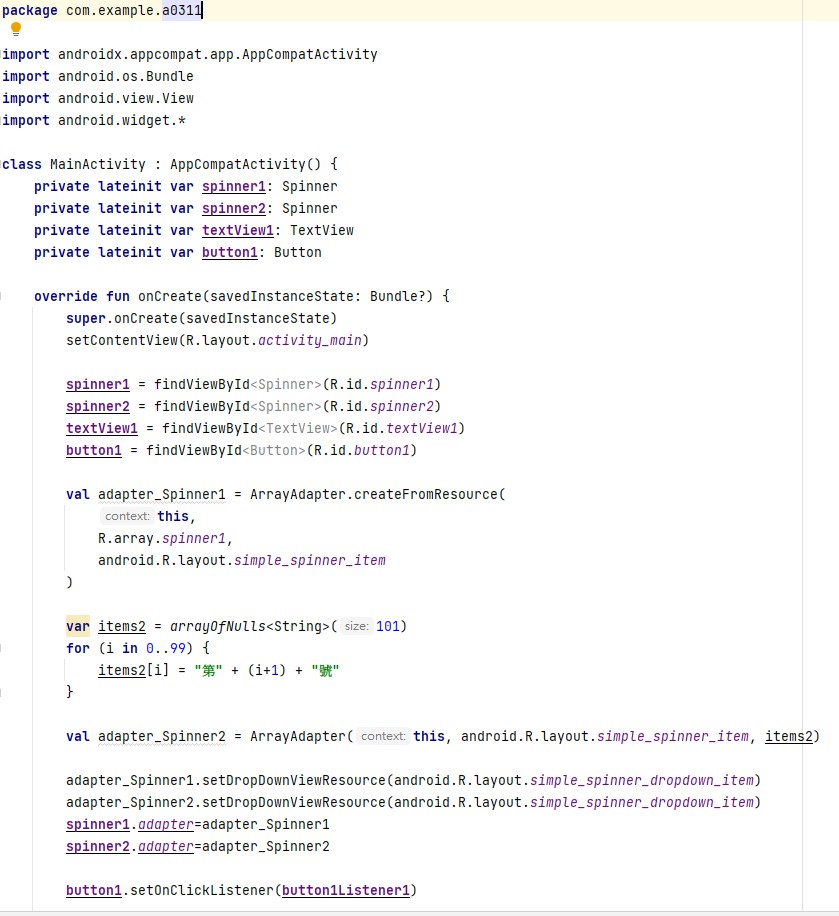 package com.example.a0311
import androidx.appcompat.app.AppCompatActivity
import android.os.Bundle
import android.view.View
import android.widget.*
class MainActivity : AppCompatActivity() {
private lateinit var spinner1: Spinner
private lateinit var spinner2: Spinner
private lateinit var textView1: TextView
private lateinit var button1: Button
override fun onCreate(savedInstanceState: Bundle?) {
super.onCreate(savedInstanceState)
setContentView(R.layout.activity_main)
spinner1 = findViewById<Spinner>(R.id.spinner1)
spinner2 = findViewById<Spinner>(R.id.spinner2)
textView1 = findViewById<TextView>(R.id.textView1)
button1 = findViewById<Button>(R.id.button1)
val adapter_Spinner1 = ArrayAdapter.createFromResource(
context: this,
R.array.spinner1,
android.R.layout.simple_spinner_item
)
var items2 = arrayOfNulls<String>( size: 101)
for (i in 0..99) {
items2[i] = "第" + (i+1) + "號"
}
val adapter_Spinner2 = ArrayAdapter( context: this, android.R.layout.simple_spinner_item, items2)
adapter_Spinner1.setDropDownViewResource(android.R.layout.simple_spinner_dropdown_item)
adapter_Spinner2.setDropDownViewResource(android.R.layout.simple_spinner_dropdown_item)
spinner1.adapter=adapter_Spinner1
spinner2.adapter=adapter_Spinner2
button1.setOnClickListener(button1Listener1)